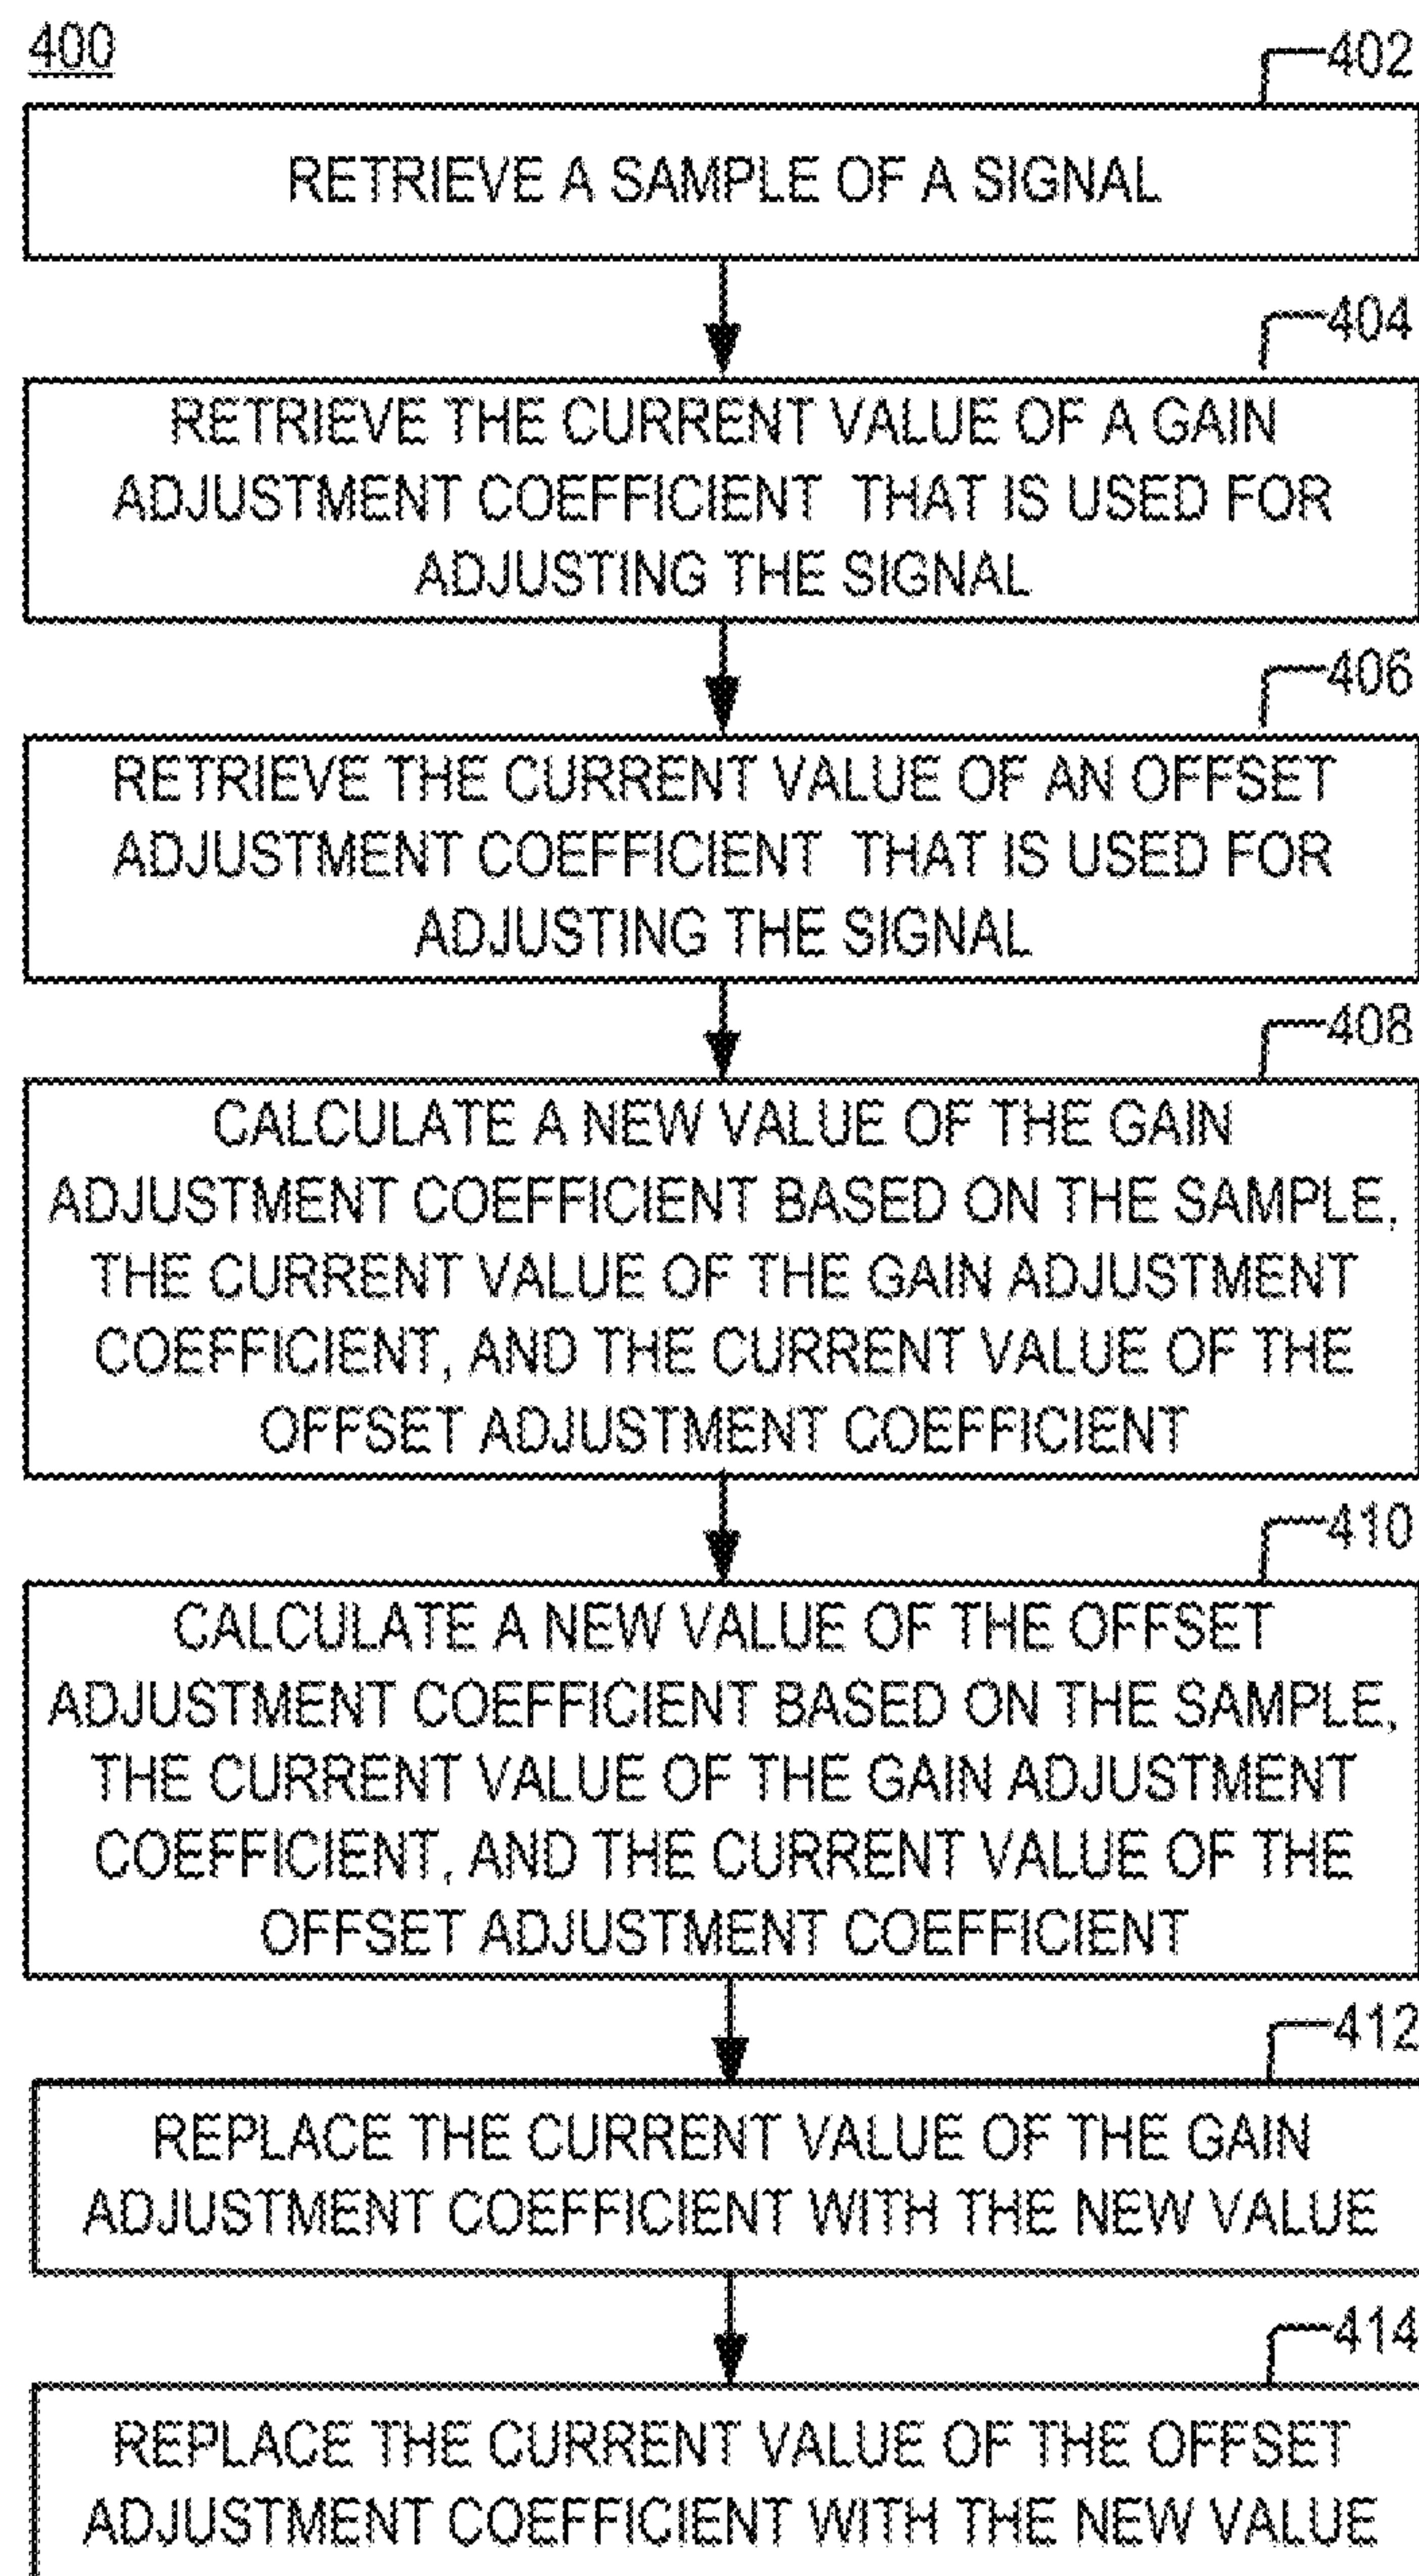 400
402
RETRIEVE A SAMPLE OF A SIGNAL
404
RETRIEVE THE CURRENT VALUE OF A GAIN
ADJUSTMENT COEFFICIENT THAT IS USED FOR
ADJUSTING THE SIGNAL
406
RETRIEVE THE CURRENT VALUE OF AN OFFSET
ADJUSTMENT COEFFICIENT THAT IS USED FOR
ADJUSTING THE SIGNAL
408
CALCULATE A NEW VALUE OF THE GAIN
ADJUSTMENT COEFFICIENT BASED ON THE SAMPLE,
THE CURRENT VALUE OF THE GAIN ADJUSTMENT
COEFFICIENT, AND THE CURRENT VALUE OF THE
OFFSET ADJUSTMENT COEFFICIENT
410
CALCULATE A NEW VALUE OF THE OFFSET
ADJUSTMENT COEFFICIENT BASED ON THE SAMPLE,
THE CURRENT VALUE OF THE GAIN ADJUSTMENT
COEFFICIENT, AND THE CURRENT VALUE OF THE
OFFSET ADJUSTMENT COEFFICIENT
412
REPLACE THE CURRENT VALUE OF THE GAIN
ADJUSTMENT COEFFICIENT WITH THE NEW VALUE
414
REPLACE THE CURRENT VALUE OF THE OFFSET
ADJUSTMENT COEFFICIENT WITH THE NEW VALUE